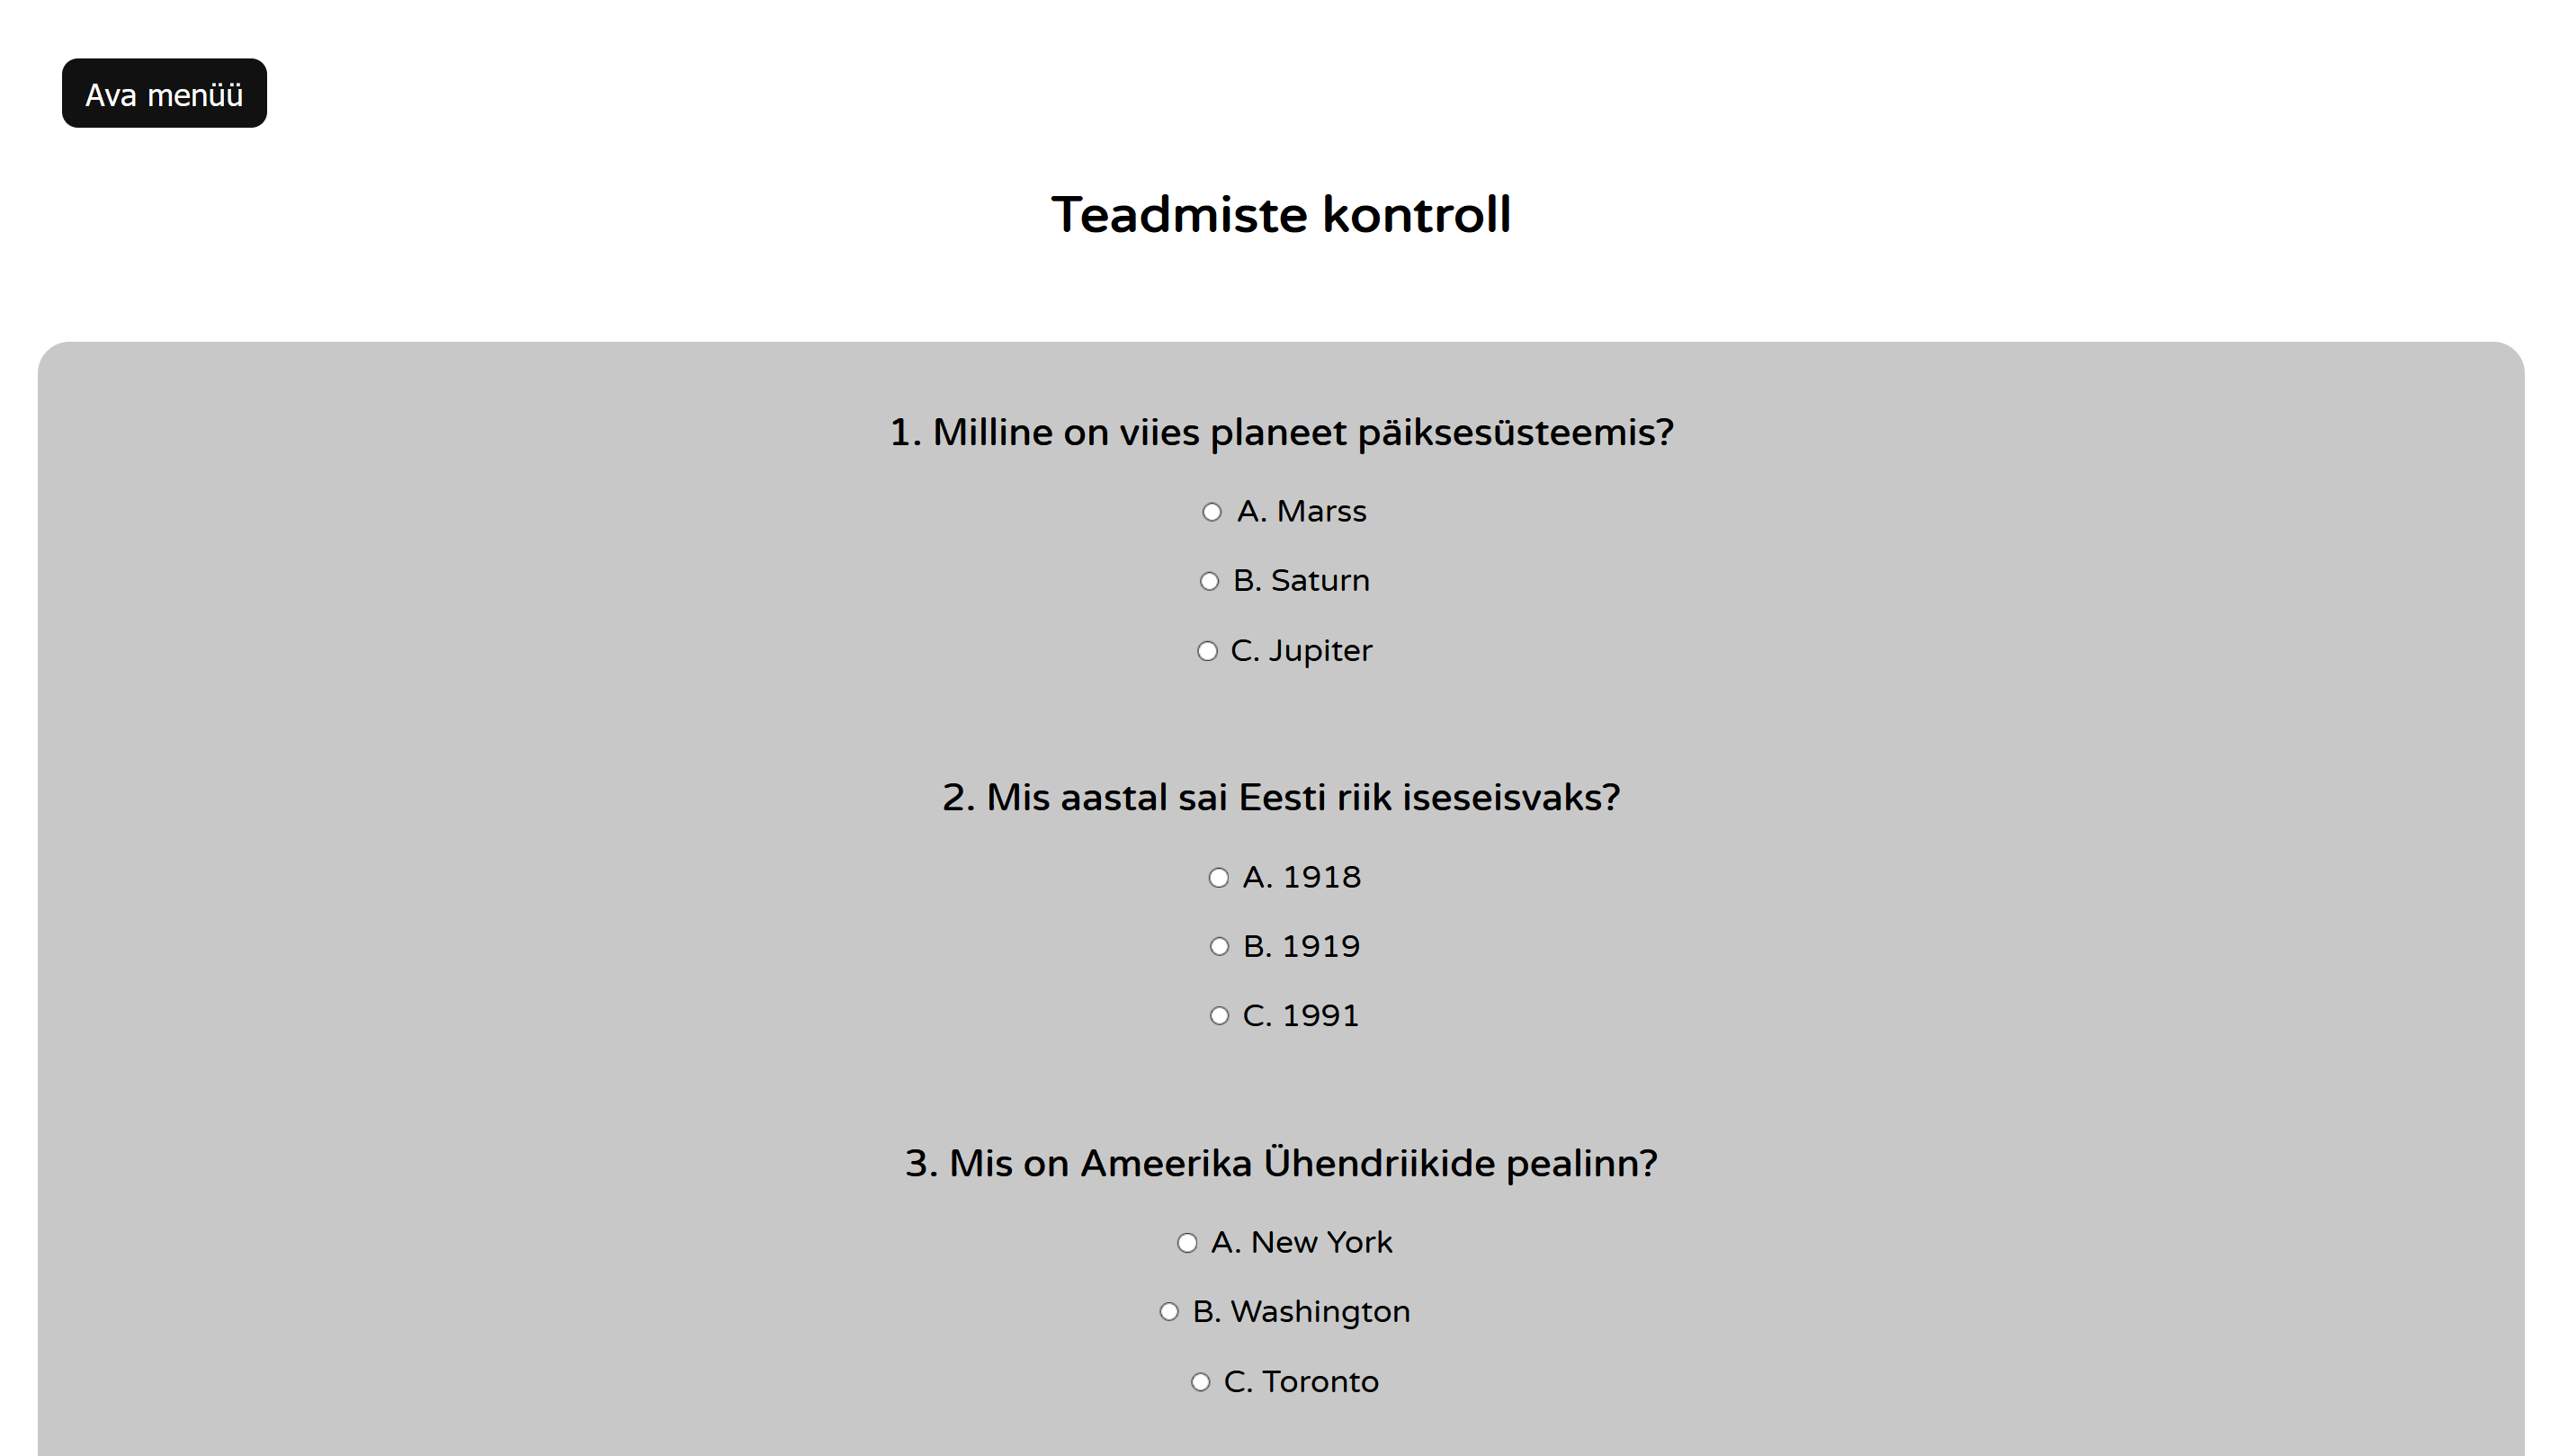 Ava menüü
Teadmiste kontroll
1. Milline on viies planeet päiksesüsteemis?
A. Marss
B. Saturn
C. Jupiter
2. Mis aastal sai Eesti riik iseseisvaks?
A. 1918
B. 1919
C. 1991
3. Mis on Ameerika Ühendriikide pealinn?
A. New York
B. Washington
C. Toronto